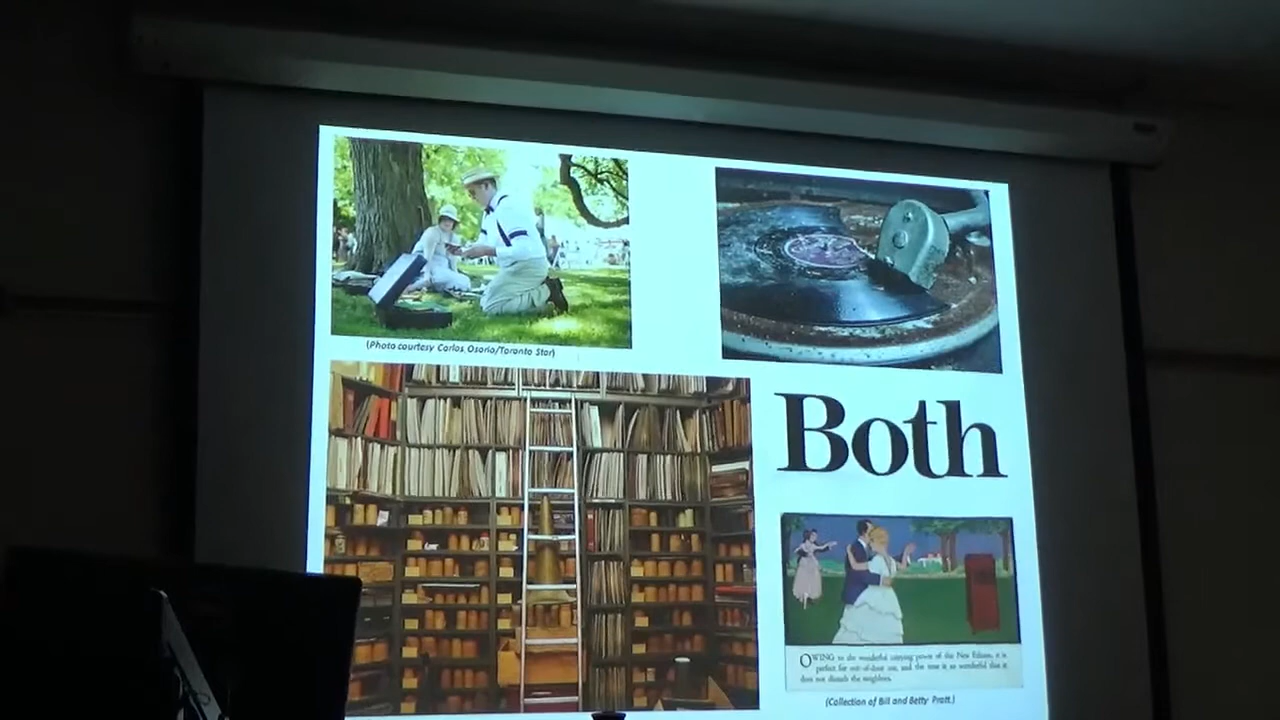 (Photo courtesy Carlos Osorio/Toronto Star)
Both
OWING to the wonderful carrying power of the New Edison, it is
perfect for out-of-door use, and the tone is so wonderful that it
does not disturb the neighbors.
(Collection of Bill and Betty Pratt.)